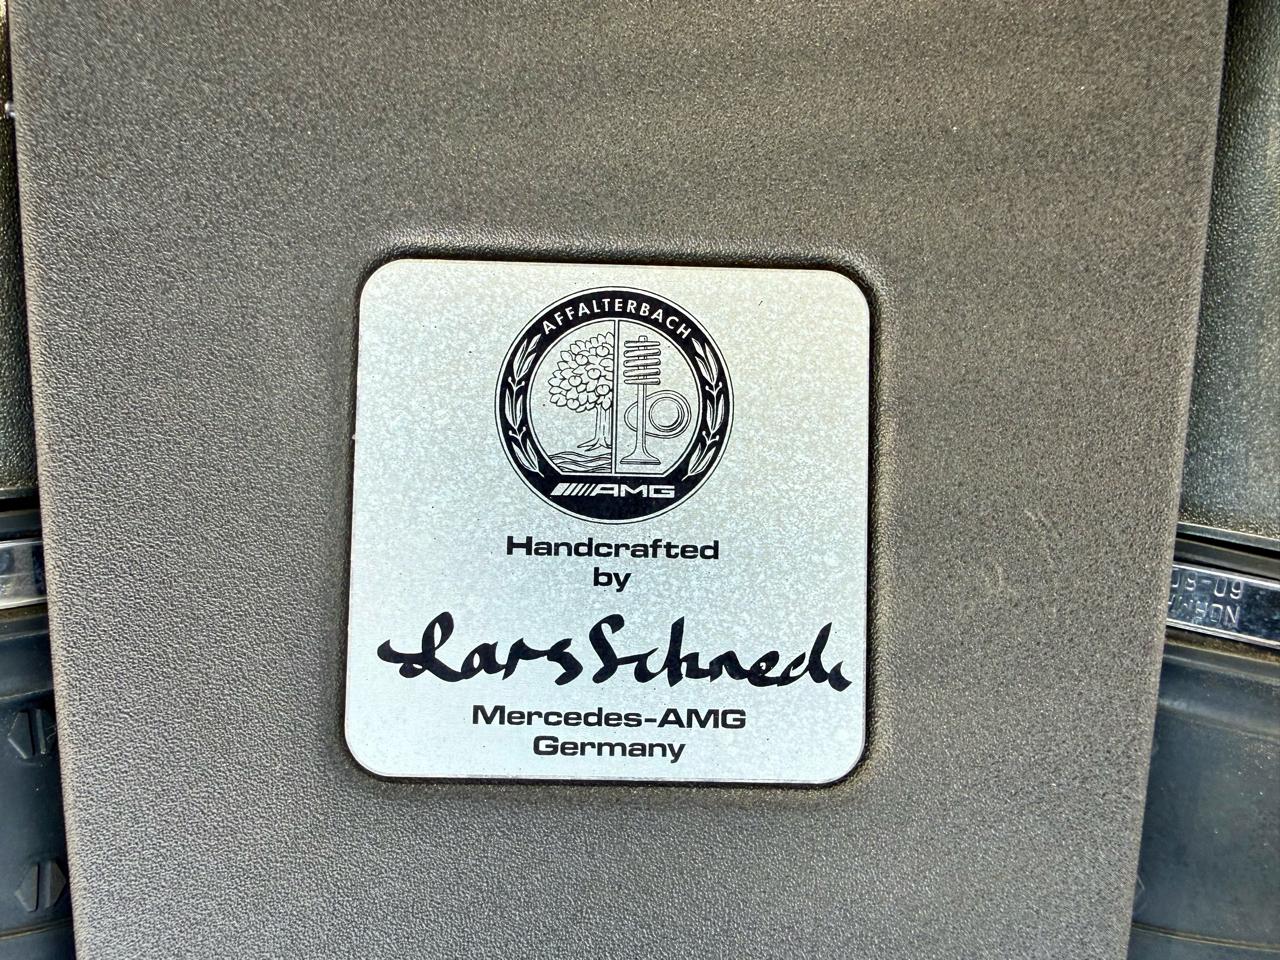 AFFALTERBACH
AMG
Handcrafted
by
Lars Schneck
Mercedes-AMG
Germany